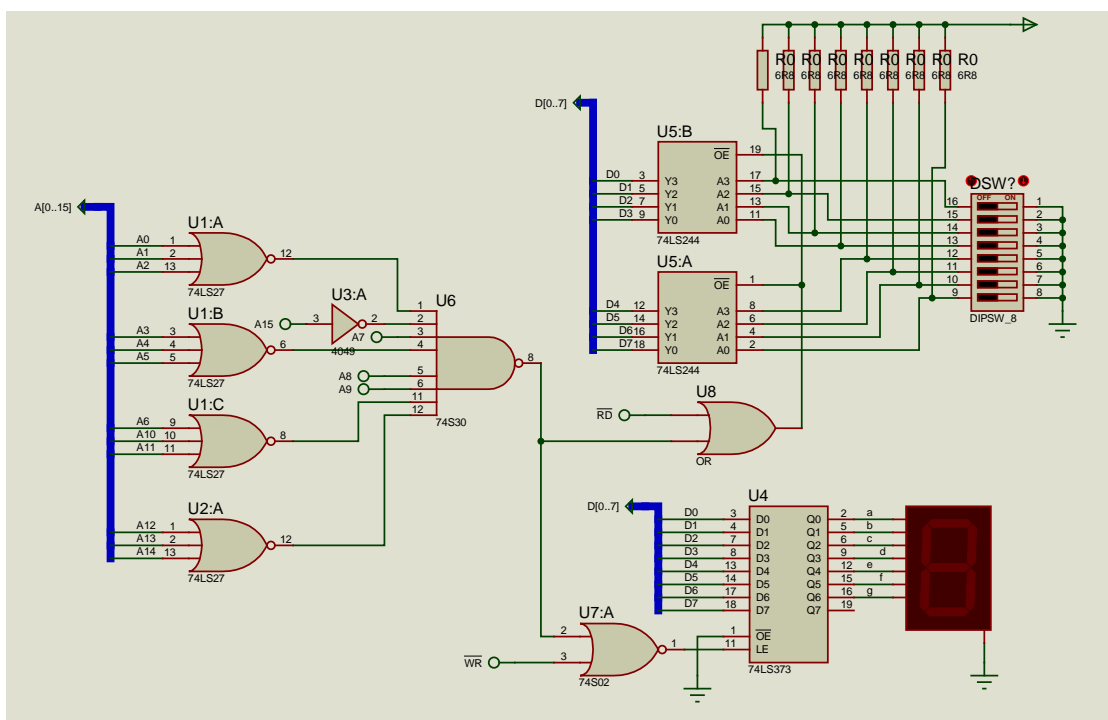 R0 R0 R0 R0 R0 R0 R0 R0
6R8 6R8 6R8 6R8 6R8 6R8 6R8 6R8
D[0..7]
U5:B
OE 19
D0 3 Y3 A3 17
D1 5 Y2 A2 15
D2 7 Y1 A1 13
D3 9 Y0 A0 11
74LS244
DSW?
OFF ON
16 1
15 2
14 3
13 4
12 5
11 6
10 7
9 8
DIPSW_8
A[0..15]
U1:A
A0 1
A1 2
A2 13
12
74LS27
U5:A
OE 1
D4 12 Y3 A3 8
D5 14 Y2 A2 6
D6 16 Y1 A1 4
D7 18 Y0 A0 2
74LS244
U3:A
A15 3 2
4049
U6
1
2
A7 3
4
A8 5
A9 6
11
12
8
74S30
U1:B
A3 3
A4 4
A5 5
6
74LS27
U1:C
A6 9
A10 10
A11 11
8
74LS27
U8
RD
OR
U2:A
A12 1
A13 2
A14 13
12
74LS27
D[0..7]
U4
D0 3 D0 Q0 2 a
D1 4 D1 Q1 5 b
D2 7 D2 Q2 6 c
D3 8 D3 Q3 9 d
D4 13 D4 Q4 12 e
D5 14 D5 Q5 15 f
D6 17 D6 Q6 16 g
D7 18 D7 Q7 19
1 OE
11 LE
74LS373
U7:A
2
WR 3
1
74S02